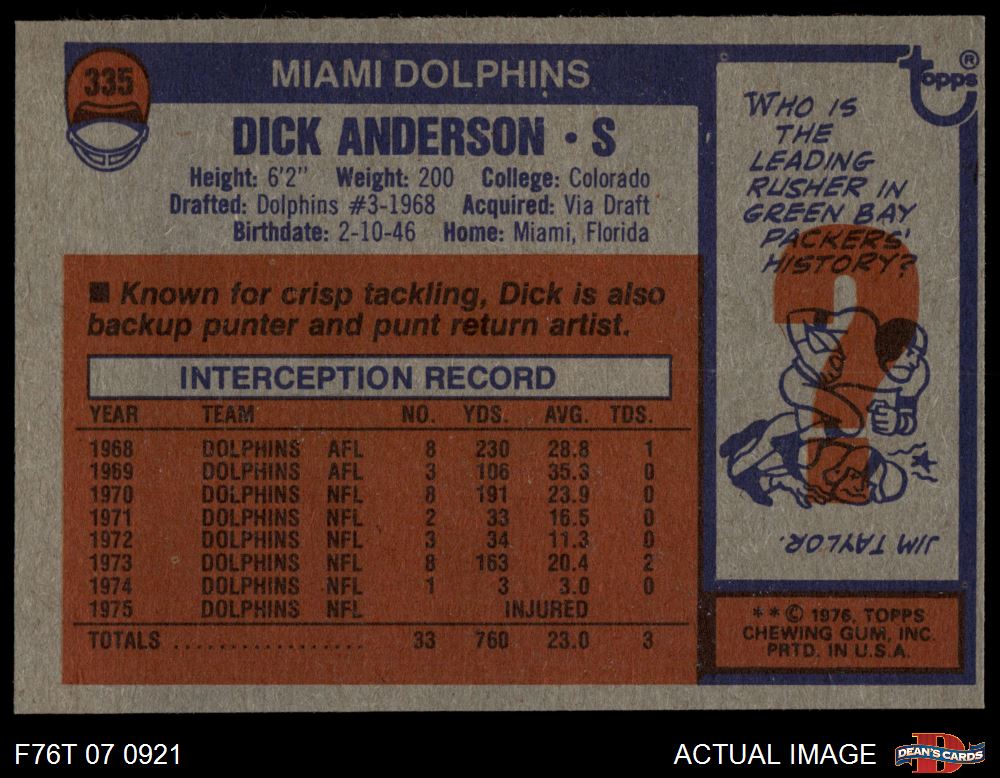 335
MIAMI DOLPHINS
DICK ANDERSON • S
Height: 6'2" Weight: 200 College: Colorado
Drafted: Dolphins #3-1968 Acquired: Via Draft
Birthdate: 2-10-46 Home: Miami, Florida
■ Known for crisp tackling, Dick is also
backup punter and punt return artist.
INTERCEPTION RECORD
YEAR TEAM NO. YDS. AVG. TDS.
1968 DOLPHINS AFL 8 230 28.8 1
1969 DOLPHINS AFL 3 106 35.3 0
1970 DOLPHINS NFL 8 191 23.9 0
1971 DOLPHINS NFL 2 33 16.5 0
1972 DOLPHINS NFL 3 34 11.3 0
1973 DOLPHINS NFL 8 163 20.4 2
1974 DOLPHINS NFL 1 3 3.0 0
1975 DOLPHINS NFL INJURED
TOTALS .................. 33 760 23.0 3
topps ®
WHO IS
THE
LEADING
RUSHER IN
GREEN BAY
PACKERS'
HISTORY?
?
JIM TAYLOR.
* * © 1976, TOPPS
CHEWING GUM, INC.
PRTD. IN U.S.A.
F76T 07 0921
ACTUAL IMAGE
D
DEAN'S CARDS